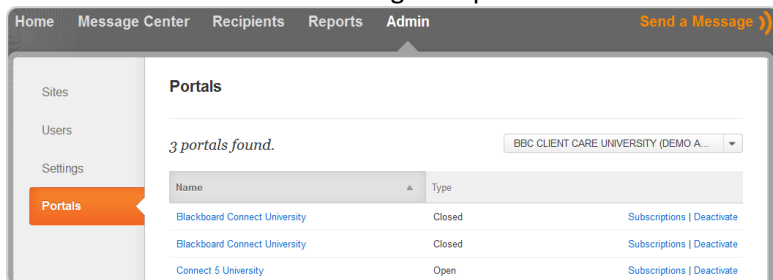 Home Message Center Recipients Reports Admin Send a Message
Sites
Users
Settings
Portals
Portals
3 portals found. BBC CLIENT CARE UNIVERSITY (DEMO A...
Name Type
Blackboard Connect University Closed Subscriptions | Deactivate
Blackboard Connect University Closed Subscriptions | Deactivate
Connect 5 University Open Subscriptions | Deactivate